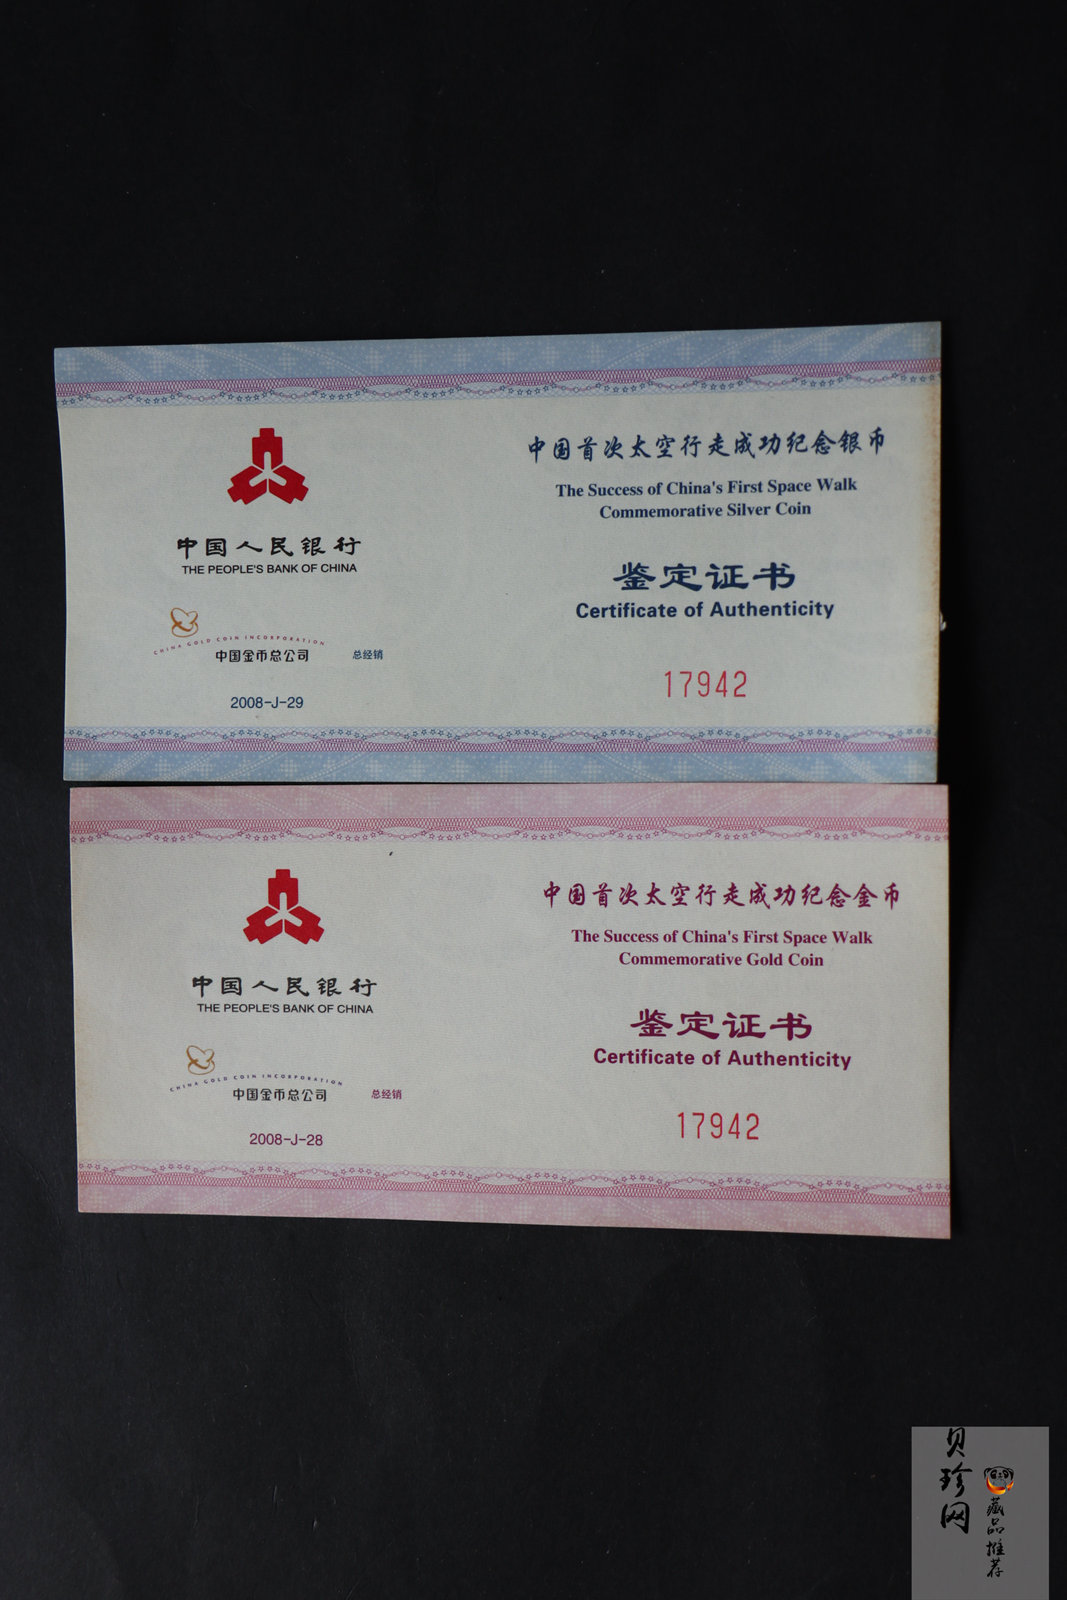 中国人民银行
THE PEOPLE'S BANK OF CHINA
CHINA GOLD COIN INCORPORATION
中国金币总公司 总经销
2008-J-29
中国首次太空行走成功纪念银币
The Success of China's First Space Walk
Commemorative Silver Coin
鉴定证书
Certificate of Authenticity
17942
中国人民银行
THE PEOPLE'S BANK OF CHINA
CHINA GOLD COIN INCORPORATION
中国金币总公司 总经销
2008-J-28
中国首次太空行走成功纪念金币
The Success of China's First Space Walk
Commemorative Gold Coin
鉴定证书
Certificate of Authenticity
17942
贝珍网
藏品推荐